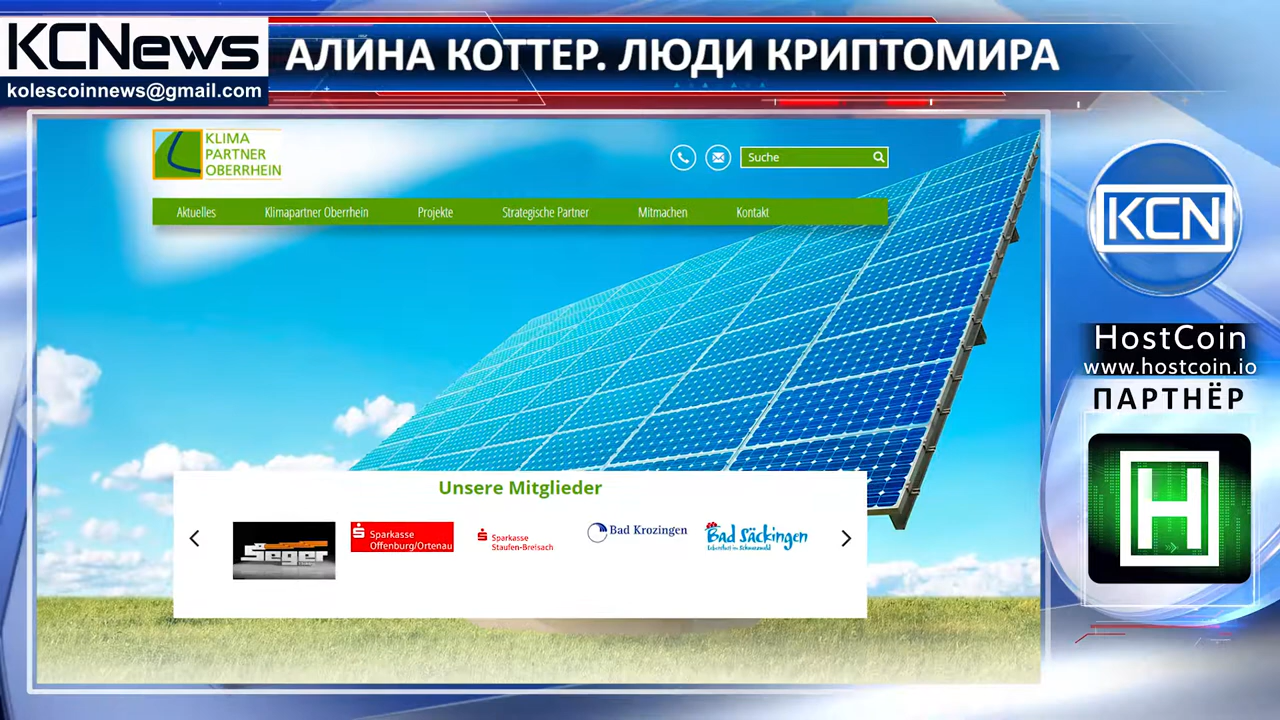 KCNews
kolescoinnews@gmail.com
АЛИНА КОТТЕР. ЛЮДИ КРИПТОМИРА
KLIMA
PARTNER
OBERRHEIN
Suche
Aktuelles Klimapartner Oberrhein Projekte Strategische Partner Mitmachen Kontakt
Unsere Mitglieder
Seger
Sparkasse
Offenburg/Ortenau
Sparkasse
Staufen-Breisach
Bad Krozingen
Bad Säckingen
KCN
HostCoin
www.hostcoin.io
ПАРТНЁР
H